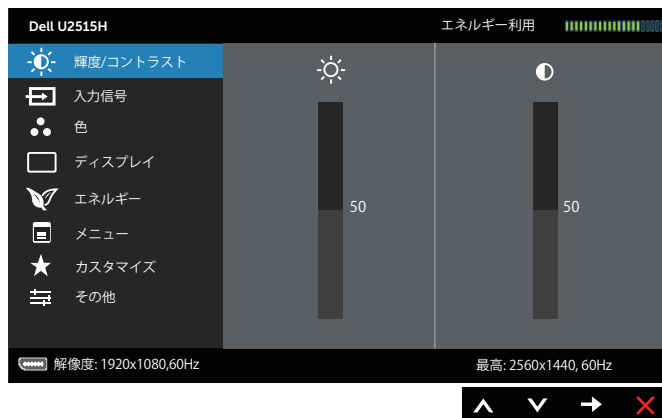 Dell U2515H エネルギー利用
輝度/コントラスト
入力信号
色
ディスプレイ
エネルギー
50 50
メニュー
カスタマイズ
その他
解像度: 1920x1080,60Hz 最高: 2560x1440, 60Hz